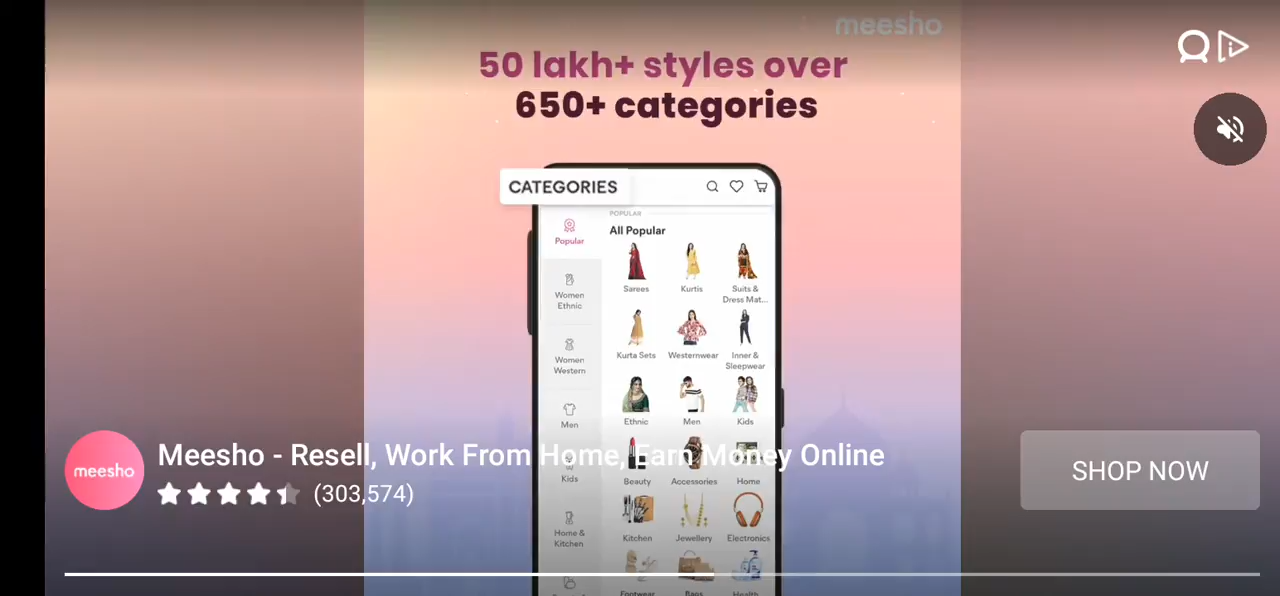 meesho
50 lakh+ styles over
650+ categories
CATEGORIES
POPULAR
All Popular
Popular
Sarees
Kurtis
Suits &
Dress Mat...
Women
Ethnic
Kurta Sets
Westernwear
Inner &
Sleepwear
Women
Western
Ethnic
Men
Kids
Men
Beauty
Accessories
Home
Kids
Kitchen
Jewellery
Electronics
Home &
Kitchen
Footwear
Bags
Health
meesho
Meesho - Resell, Work From Home, Earn Money Online
(303,574)
SHOP NOW